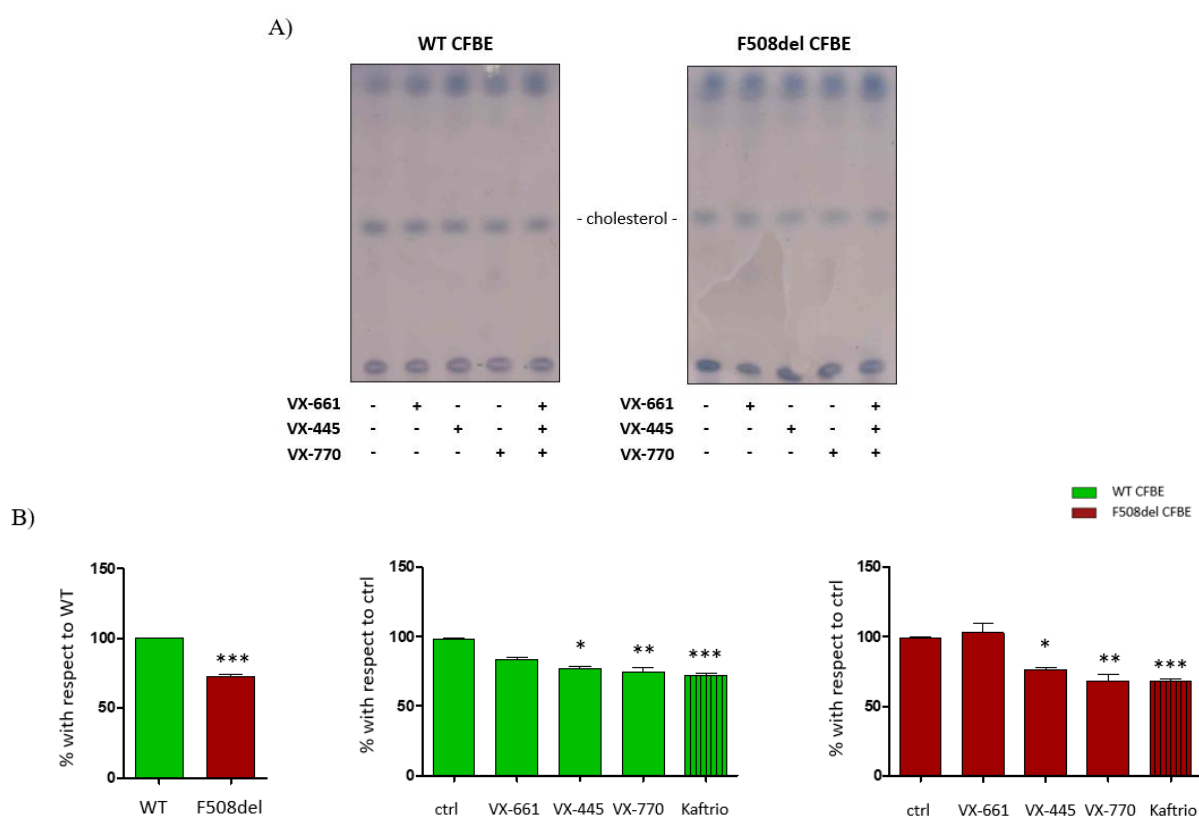 A)
WT CFBE
F508del CFBE
- cholesterol -
VX-661 - + - - +
VX-445 - - + - +
VX-770 - - - + +
VX-661 - + - - +
VX-445 - - + - +
VX-770 - - - + +
WT CFBE
F508del CFBE
B)
% with respect to WT
150
100
50
0
***
WT F508del
% with respect to ctrl
150
100
50
0
* ** ***
ctrl VX-661 VX-445 VX-770 Kaftrio
% with respect to ctrl
150
100
50
0
* ** ***
ctrl VX-661 VX-445 VX-770 Kaftrio